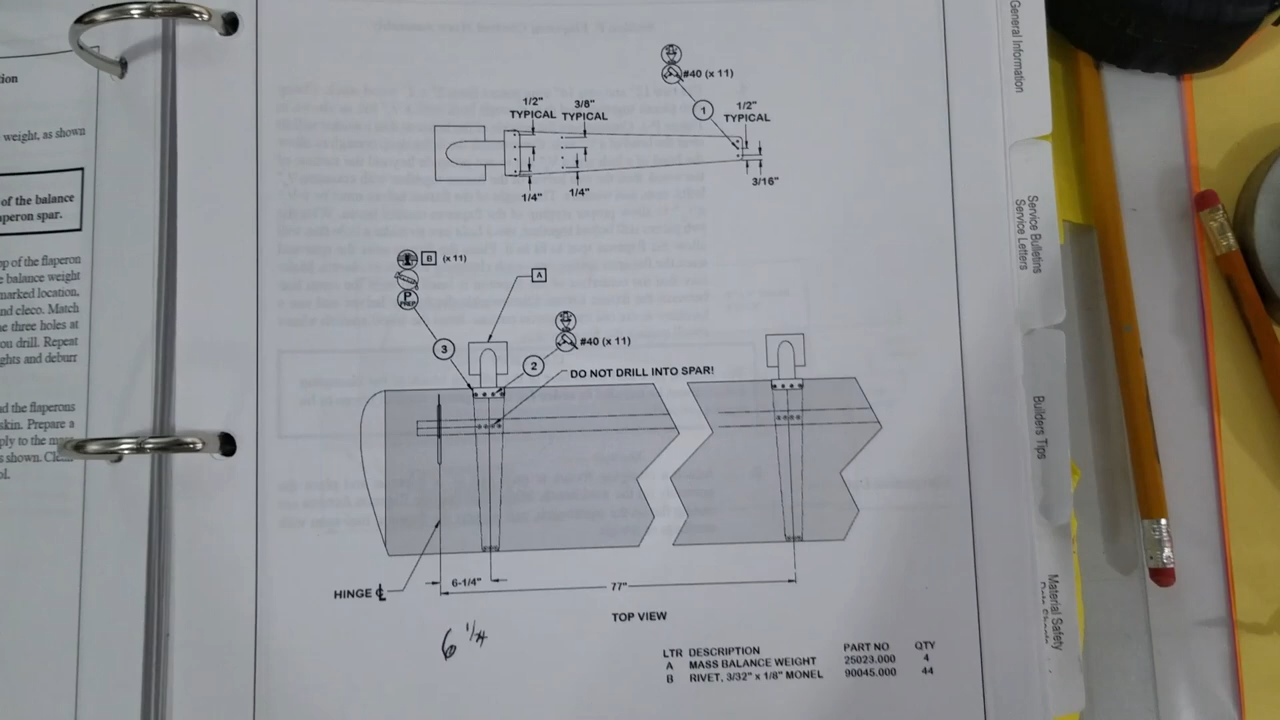 tion
weight, as shown
of the balance
aperon spar.
op of the flaperon
e balance weight
marked location,
nd cleco. Match
e three holes at
ou drill. Repeat
ghts and deburr
d the flaperons
skin. Prepare a
ply to the
s shown.
ol.
#40 (x 11)
1
1/2"
TYPICAL
3/8"
TYPICAL
1/2"
TYPICAL
1/4"
1/4"
3/16"
B (x 11)
P
PREP
A
3
2
#40 (x 11)
DO NOT DRILL INTO SPAR!
6-1/4"
77"
HINGE ℄
TOP VIEW
6 1/4
LTR DESCRIPTION PART NO QTY
A MASS BALANCE WEIGHT 25023.000 4
B RIVET, 3/32" x 1/8" MONEL 90045.000 44
General Information
Service Bulletins
Service Letters
Builders Tips
Material Safety